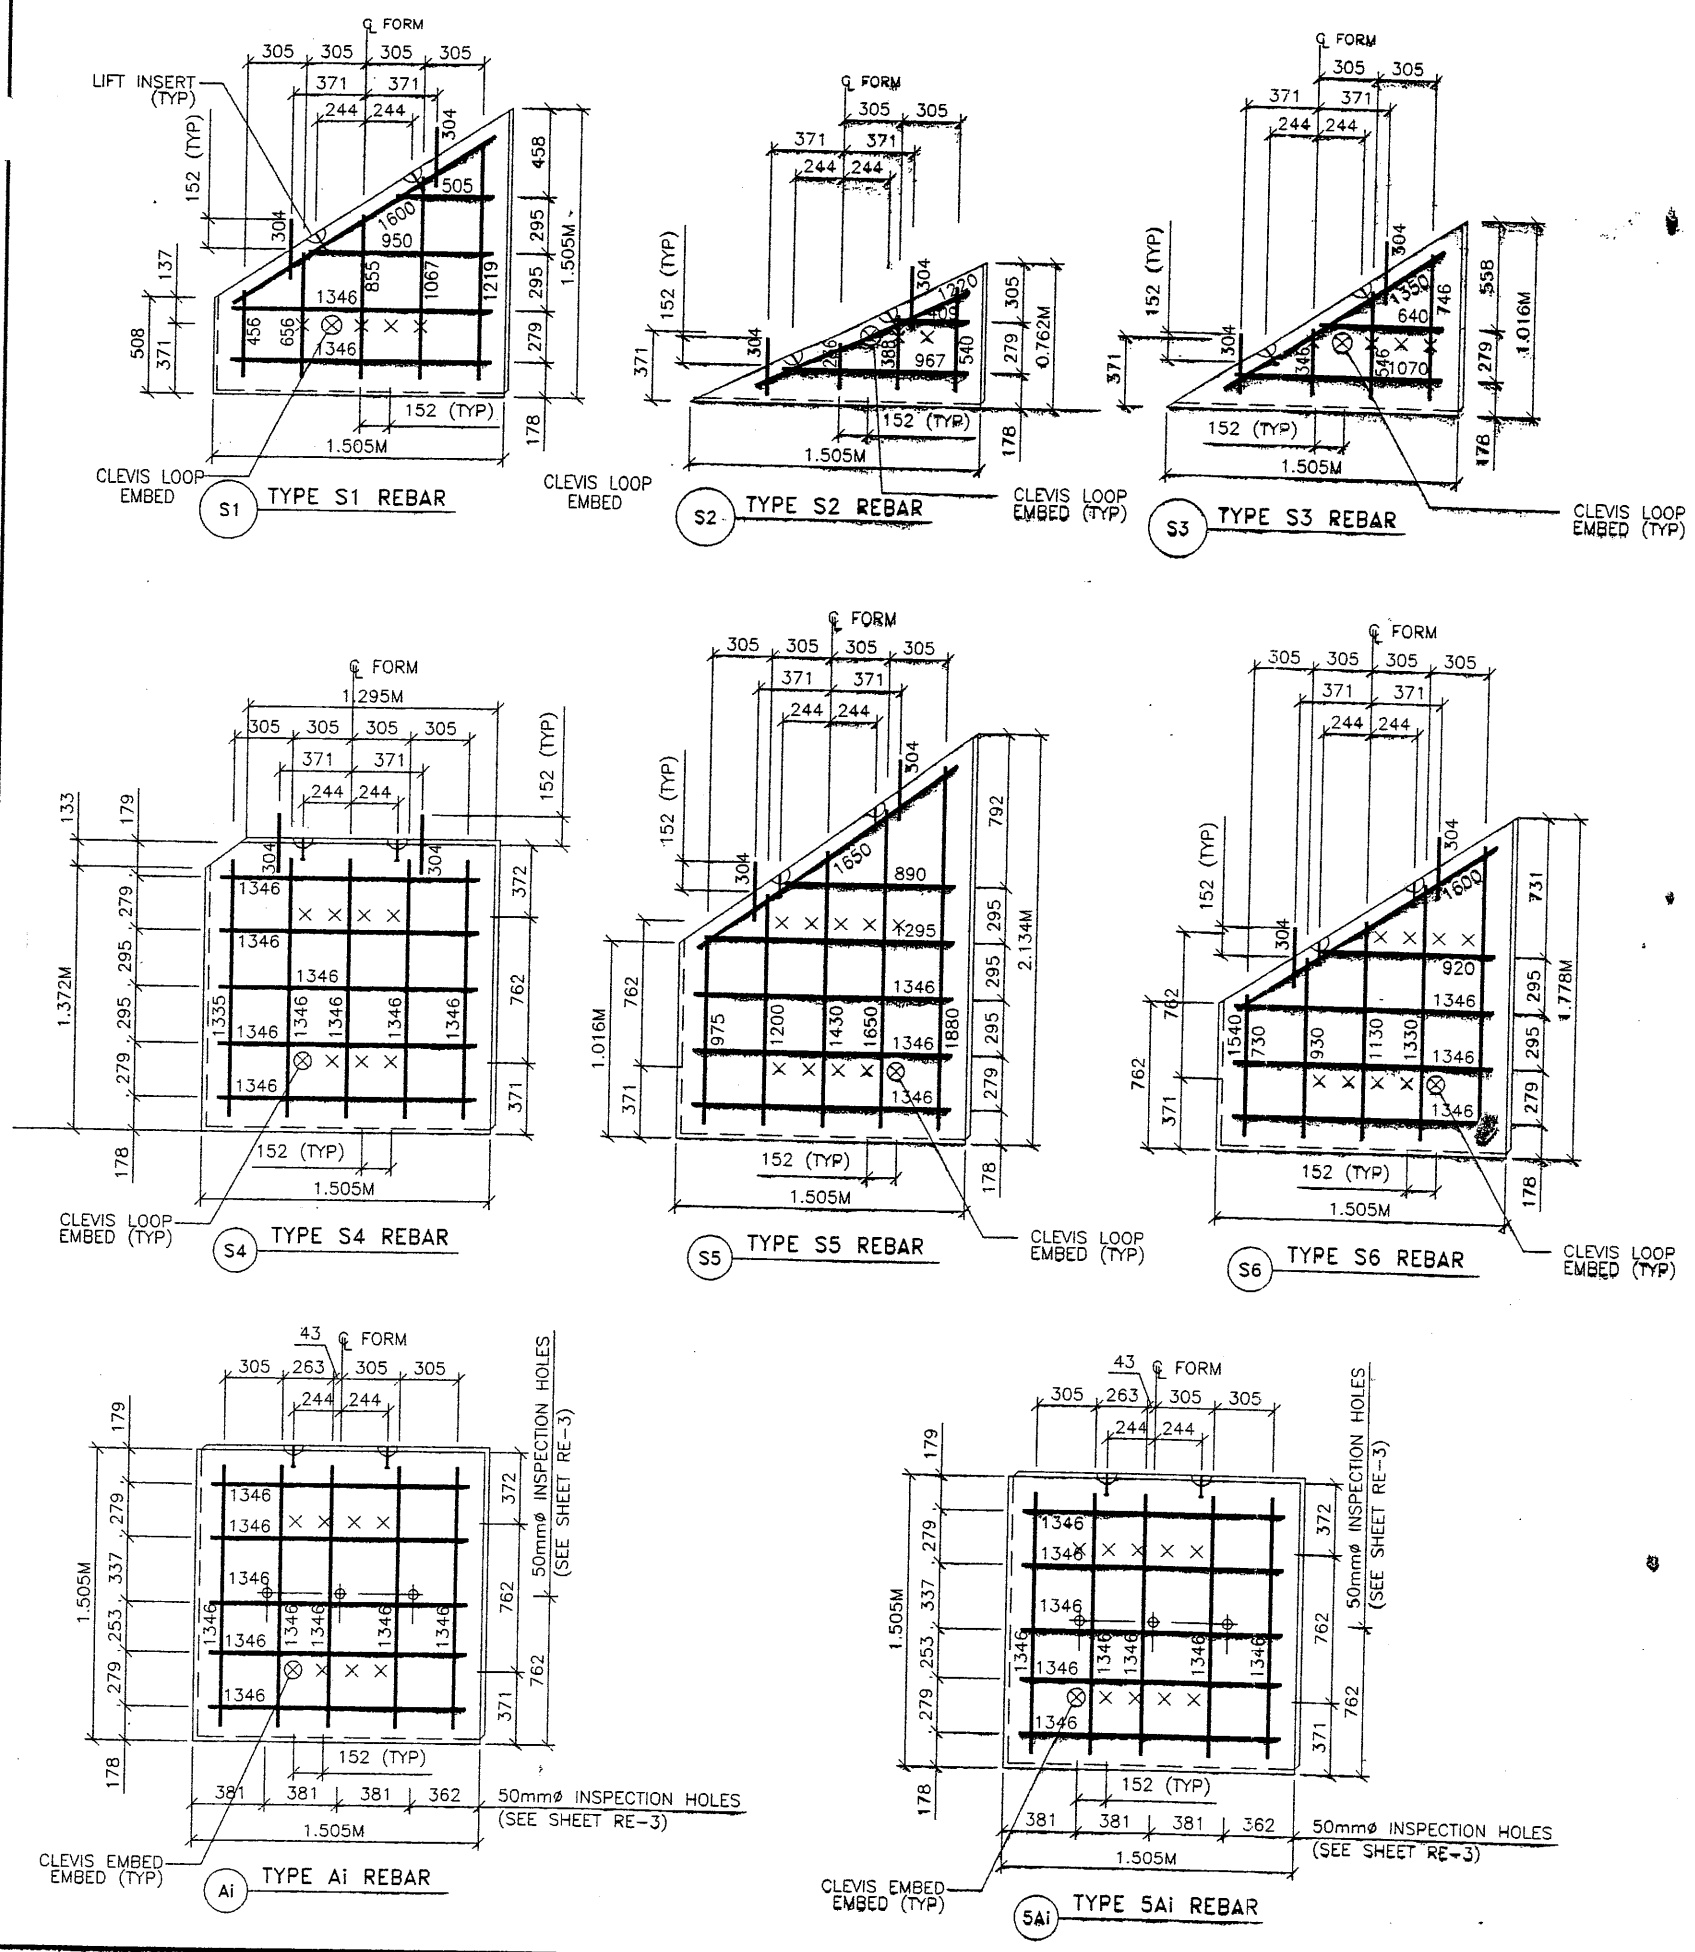 ℄ FORM
305 305 305 305
LIFT INSERT
(TYP)
371 371
244 244
304
152 (TYP)
458
505
1600
304
950
295
1.505M
137
855
1067
1219
295
1346
508
371
456
656
1346
279
152 (TYP)
178
1.505M
CLEVIS LOOP
EMBED
S1
TYPE S1 REBAR
℄ FORM
305 305
371 371
244 244
152 (TYP)
304
1220
305
0.762M
304
409
371
388
967
540
279
152 (TYP)
178
1.505M
CLEVIS LOOP
EMBED
S2
TYPE S2 REBAR
CLEVIS LOOP
EMBED (TYP)
℄ FORM
305 305
371 371
244 244
152 (TYP)
304
1350
746
558
1.016M
304
640
371
346
546
1070
279
152 (TYP)
178
1.505M
S3
TYPE S3 REBAR
CLEVIS LOOP
EMBED (TYP)
℄ FORM
1.295M
305 305 305 305
371 371
244 244
152 (TYP)
133
179
304
304
372
1346
279
1346
295
1346
762
1.372M
1335
1346
1346
1346
1346
295
1346
279
1346
371
178
152 (TYP)
1.505M
CLEVIS LOOP
EMBED (TYP)
S4
TYPE S4 REBAR
℄ FORM
305 305 305 305
371 371
244 244
152 (TYP)
304
792
1650
304
890
295
1295
2.134M
762
1346
295
1.016M
975
1200
1430
1650
1880
295
1346
371
1346
279
152 (TYP)
178
1.505M
S5
TYPE S5 REBAR
CLEVIS LOOP
EMBED (TYP)
℄ FORM
305 305 305 305
371 371
244 244
152 (TYP)
304
731
1600
304
920
762
1346
295
1.778M
1540
730
930
1130
1330
1346
295
762
371
1346
279
152 (TYP)
178
1.505M
S6
TYPE S6 REBAR
CLEVIS LOOP
EMBED (TYP)
43
℄ FORM
305 263 305 305
244 244
50mmø INSPECTION HOLES
(SEE SHEET RE-3)
179
372
1346
279
1346
337
1346
762
1.505M
1346
1346
1346
1346
1346
253
1346
279
1346
762
371
178
152 (TYP)
381 381 381 362
50mmø INSPECTION HOLES
(SEE SHEET RE-3)
1.505M
CLEVIS EMBED
EMBED (TYP)
Ai
TYPE Ai REBAR
43
℄ FORM
305 263 305 305
244 244
50mmø INSPECTION HOLES
(SEE SHEET RE-3)
179
372
1346
279
1346
337
1346
762
1.505M
1346
1346
1346
1346
1346
253
1346
279
1346
762
371
178
152 (TYP)
381 381 381 362
50mmø INSPECTION HOLES
(SEE SHEET RE-3)
1.505M
CLEVIS EMBED
EMBED (TYP)
5Ai
TYPE 5Ai REBAR